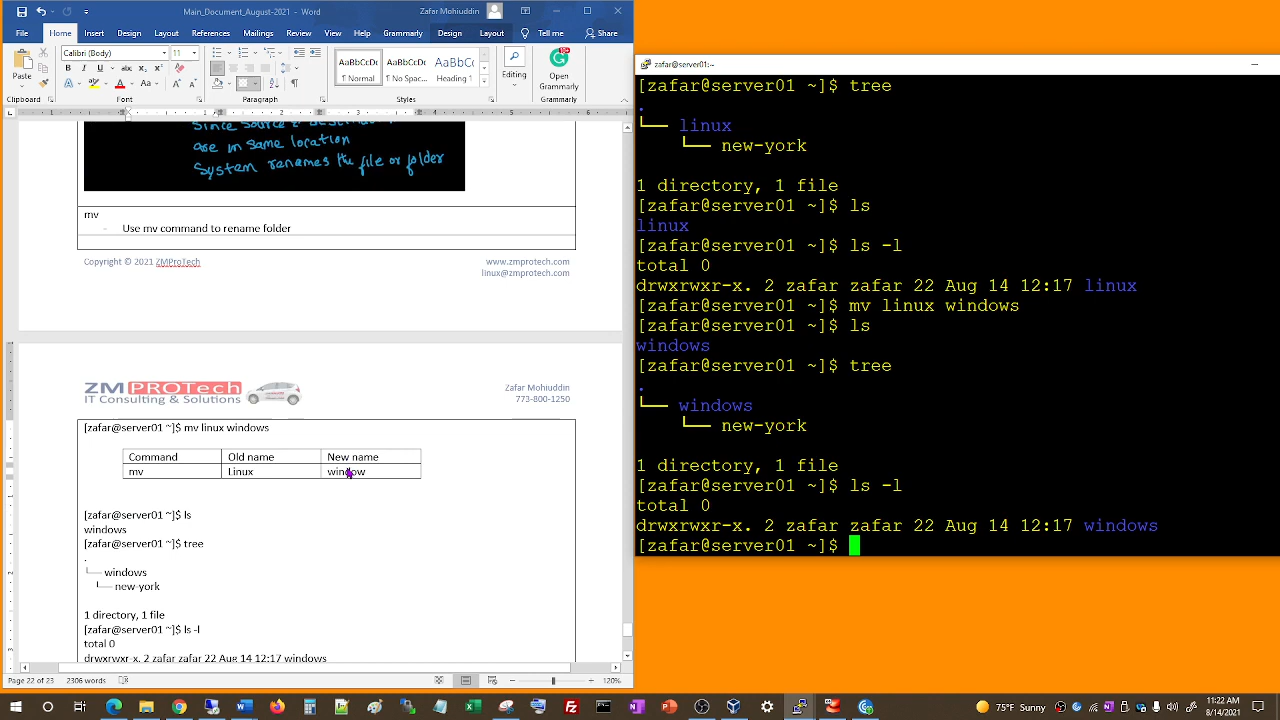 Main_Document_August-2021 - Word
Zafar Mohiuddin
File Home Insert Draw Design Layout References Mailings Review View Grammarly Design Layout Tell me Share
Calibri (Body) 11
Paste
Clipboard Font Paragraph Styles
AaBbCcDc AaBbCcDc AaBbCc
¶ Normal ¶ No Spac... Heading 1
Editing
Open Grammarly
are in same location
System renames the file or folder
mv
- Use mv command to rename folder
Copyright © 2021 ZMProTech www.zmprotech.com
linux@zmprotech.com
ZMPROTech
IT Consulting & Solutions
Zafar Mohiuddin
773-800-1250
[zafar@server01 ~]$ mv linux windows
Command Old name New name
mv Linux window
[zafar@server01 ~]$ ls
windows
[zafar@server01 ~]$ tree
.
└── windows
└── new-york
1 directory, 1 file
[zafar@server01 ~]$ ls -l
total 0
drwxrwxr-x. 2 zafar zafar 22 Aug 14 12:17 windows
Page 22 of 23 2306 words 120%
zafar@server01:~
[zafar@server01 ~]$ tree
.
└── linux
└── new-york
1 directory, 1 file
[zafar@server01 ~]$ ls
linux
[zafar@server01 ~]$ ls -l
total 0
drwxrwxr-x. 2 zafar zafar 22 Aug 14 12:17 linux
[zafar@server01 ~]$ mv linux windows
[zafar@server01 ~]$ ls
windows
[zafar@server01 ~]$ tree
.
└── windows
└── new-york
1 directory, 1 file
[zafar@server01 ~]$ ls -l
total 0
drwxrwxr-x. 2 zafar zafar 22 Aug 14 12:17 windows
[zafar@server01 ~]$
75°F Sunny
11:22 AM
8/14/2021